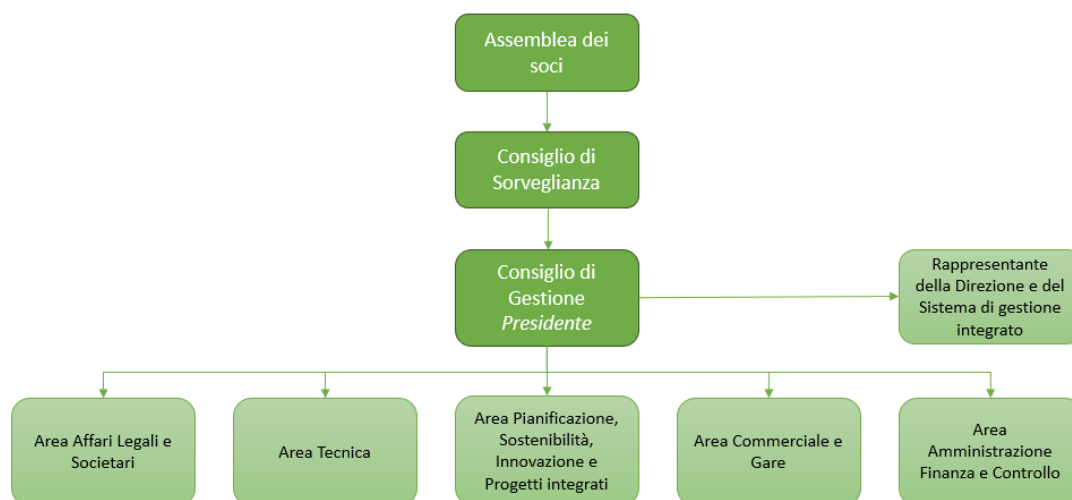 Assemblea dei
soci
Consiglio di
Sorveglianza
Consiglio di
Gestione
Presidente
Rappresentante
della Direzione e del
Sistema di gestione
integrato
Area Affari Legali e
Societari
Area Tecnica
Area Pianificazione,
Sostenibilità,
Innovazione e
Progetti integrati
Area Commerciale e
Gare
Area
Amministrazione
Finanza e Controllo